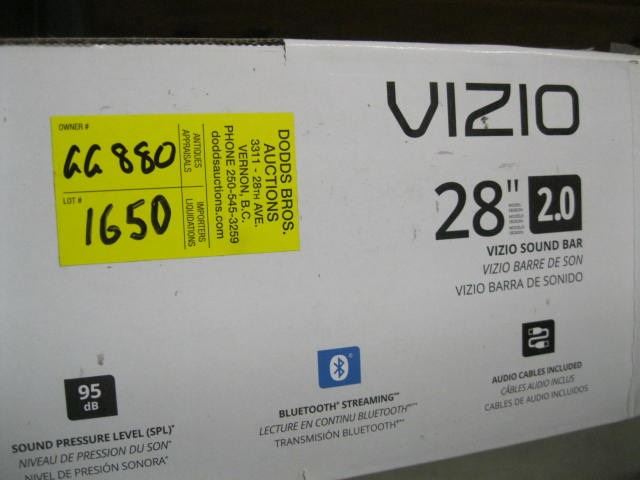 VIZIO
OWNER #
GG880
LOT #
1650
ANTIQUES
APPRAISALS
IMPORTERS
LIQUIDATIONS
DODDS BROS.
AUCTIONS
3311 - 28TH AVE.
VERNON, B.C.
PHONE 250-545-3259
doddsauctions.com
28" 2.0
VIZIO SOUND BAR
VIZIO BARRE DE SON
VIZIO BARRA DE SONIDO
95
dB
SOUND PRESSURE LEVEL (SPL)*
NIVEAU DE PRESSION DU SON*
NIVEL DE PRESIÓN SONORA*
BLUETOOTH® STREAMING**
LECTURE EN CONTINU BLUETOOTH®**
TRANSMISIÓN BLUETOOTH®**
AUDIO CABLES INCLUDED
CÂBLES AUDIO INCLUS
CABLES DE AUDIO INCLUIDOS